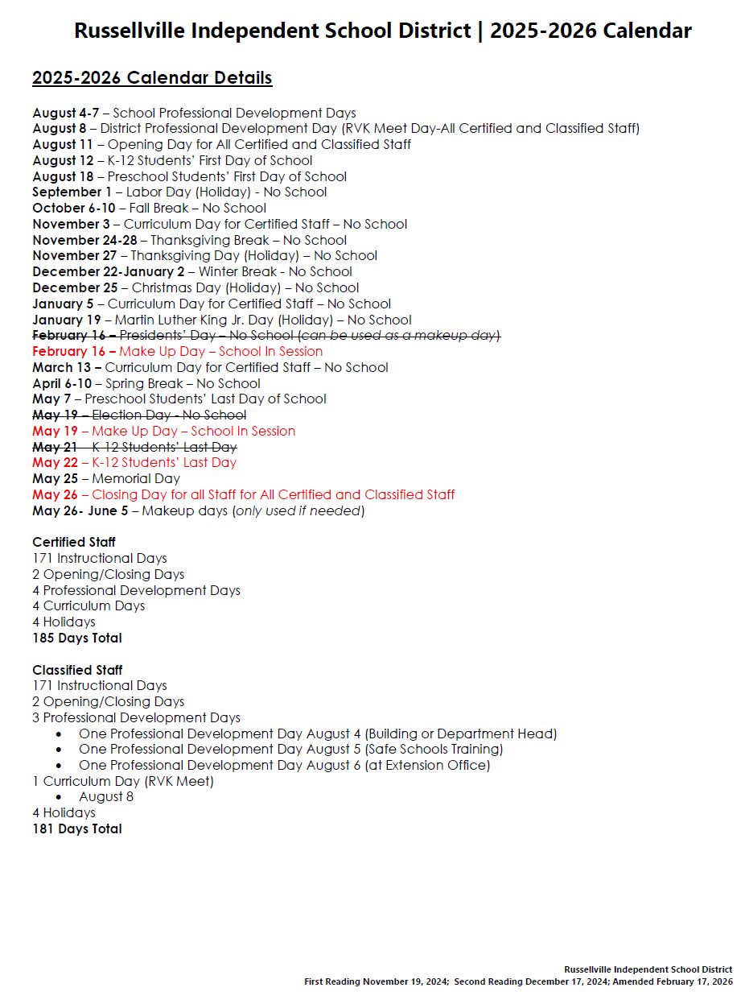 Russellville Independent School District | 2025-2026 Calendar
2025-2026 Calendar Details
August 4-7 – School Professional Development Days
August 8 – District Professional Development Day (RVK Meet Day-All Certified and Classified Staff)
August 11 – Opening Day for All Certified and Classified Staff
August 12 – K-12 Students’ First Day of School
August 18 – Preschool Students’ First Day of School
September 1 – Labor Day (Holiday) - No School
October 6-10 – Fall Break – No School
November 3 – Curriculum Day for Certified Staff – No School
November 24-28 – Thanksgiving Break – No School
November 27 – Thanksgiving Day (Holiday) – No School
December 22-January 2 – Winter Break - No School
December 25 – Christmas Day (Holiday) – No School
January 5 – Curriculum Day for Certified Staff – No School
January 19 – Martin Luther King Jr. Day (Holiday) – No School
February 16 – Presidents’ Day – No School (can be used as a makeup day)
February 16 – Make Up Day – School In Session
March 13 – Curriculum Day for Certified Staff – No School
April 6-10 – Spring Break – No School
May 7 – Preschool Students’ Last Day of School
May 19 – Election Day - No School
May 19 – Make Up Day – School In Session
May 21 – K-12 Students’ Last Day
May 22 – K-12 Students’ Last Day
May 25 – Memorial Day
May 26 – Closing Day for all Staff for All Certified and Classified Staff
May 26- June 5 – Makeup days (only used if needed)
Certified Staff
171 Instructional Days
2 Opening/Closing Days
4 Professional Development Days
4 Curriculum Days
4 Holidays
185 Days Total
Classified Staff
171 Instructional Days
2 Opening/Closing Days
3 Professional Development Days
• One Professional Development Day August 4 (Building or Department Head)
• One Professional Development Day August 5 (Safe Schools Training)
• One Professional Development Day August 6 (at Extension Office)
1 Curriculum Day (RVK Meet)
• August 8
4 Holidays
181 Days Total
Russellville Independent School District
First Reading November 19, 2024; Second Reading December 17, 2024; Amended February 17, 2026